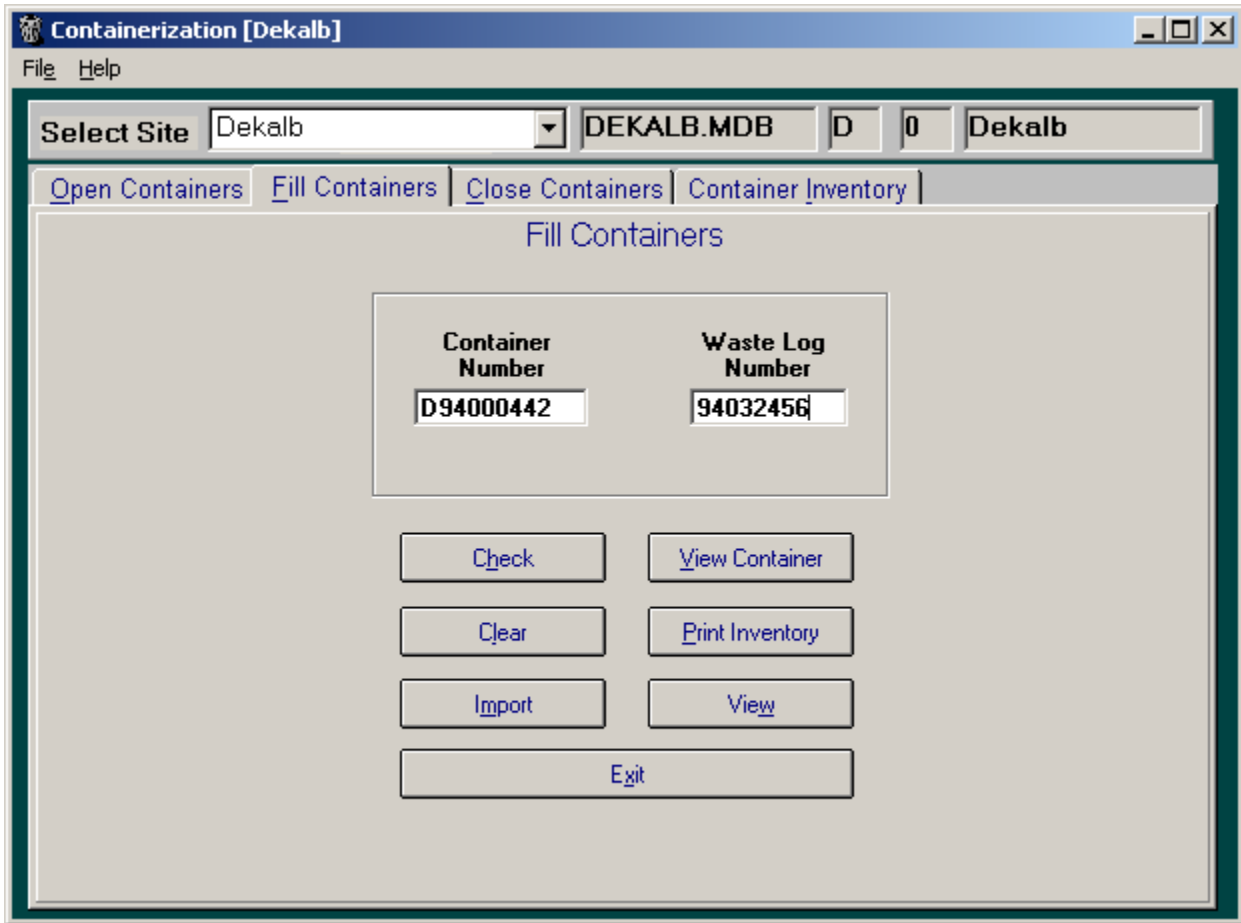 Containerization [Dekalb]
File Help
Select Site Dekalb DEKALB.MDB D 0 Dekalb
Open Containers Fill Containers Close Containers Container Inventory
Fill Containers
Container Waste Log
Number Number
D94000442 94032456
Check View Container
Clear Print Inventory
Import View
Exit